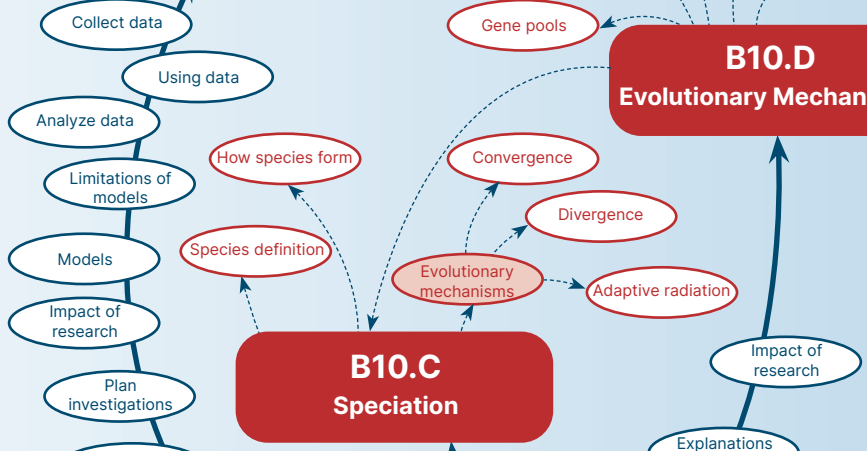 Collect data
Gene pools
B10.D
Evolutionary Mechan
Using data
Analyze data
How species form
Convergence
Limitations of
models
Divergence
Species definition
Models
Evolutionary
mechanisms
Adaptive radiation
Impact of
research
B10.C
Speciation
Impact of
research
Plan
investigations
Explanations